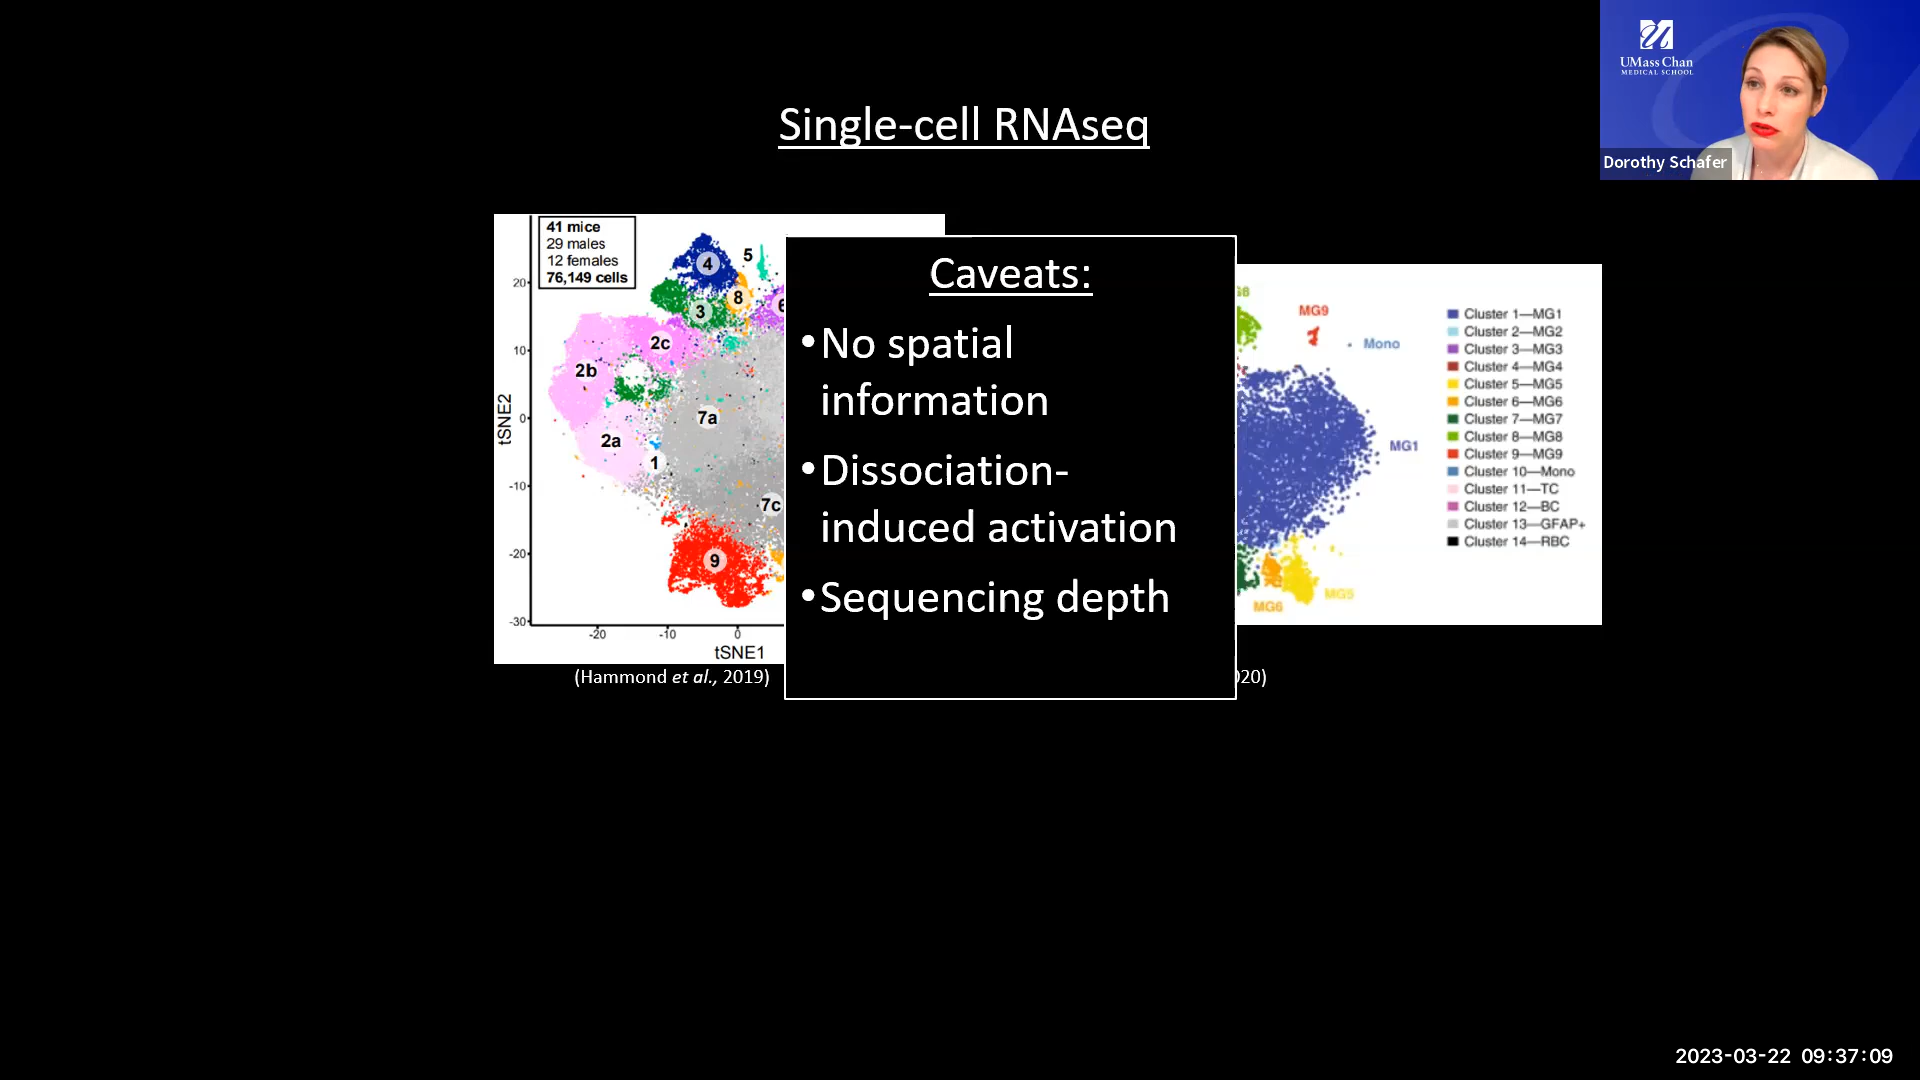 UMass Chan
MEDICAL SCHOOL
Dorothy Schafer
Single-cell RNAseq
41 mice
29 males
12 females
76,149 cells
20
10
0
-10
-20
-30
tSNE2
4
5
8
6
3
2c
2b
7a
2a
1
7c
9
-20
-10
0
tSNE1
(Hammond et al., 2019)
Caveats:
•No spatial
information
•Dissociation-
induced activation
•Sequencing depth
MG9
Mono
MG1
MG5
MG6
Cluster 1—MG1
Cluster 2—MG2
Cluster 3—MG3
Cluster 4—MG4
Cluster 5—MG5
Cluster 6—MG6
Cluster 7—MG7
Cluster 8—MG8
Cluster 9—MG9
Cluster 10—Mono
Cluster 11—TC
Cluster 12—BC
Cluster 13—GFAP+
Cluster 14—RBC
20)
2023-03-22 09:37:09